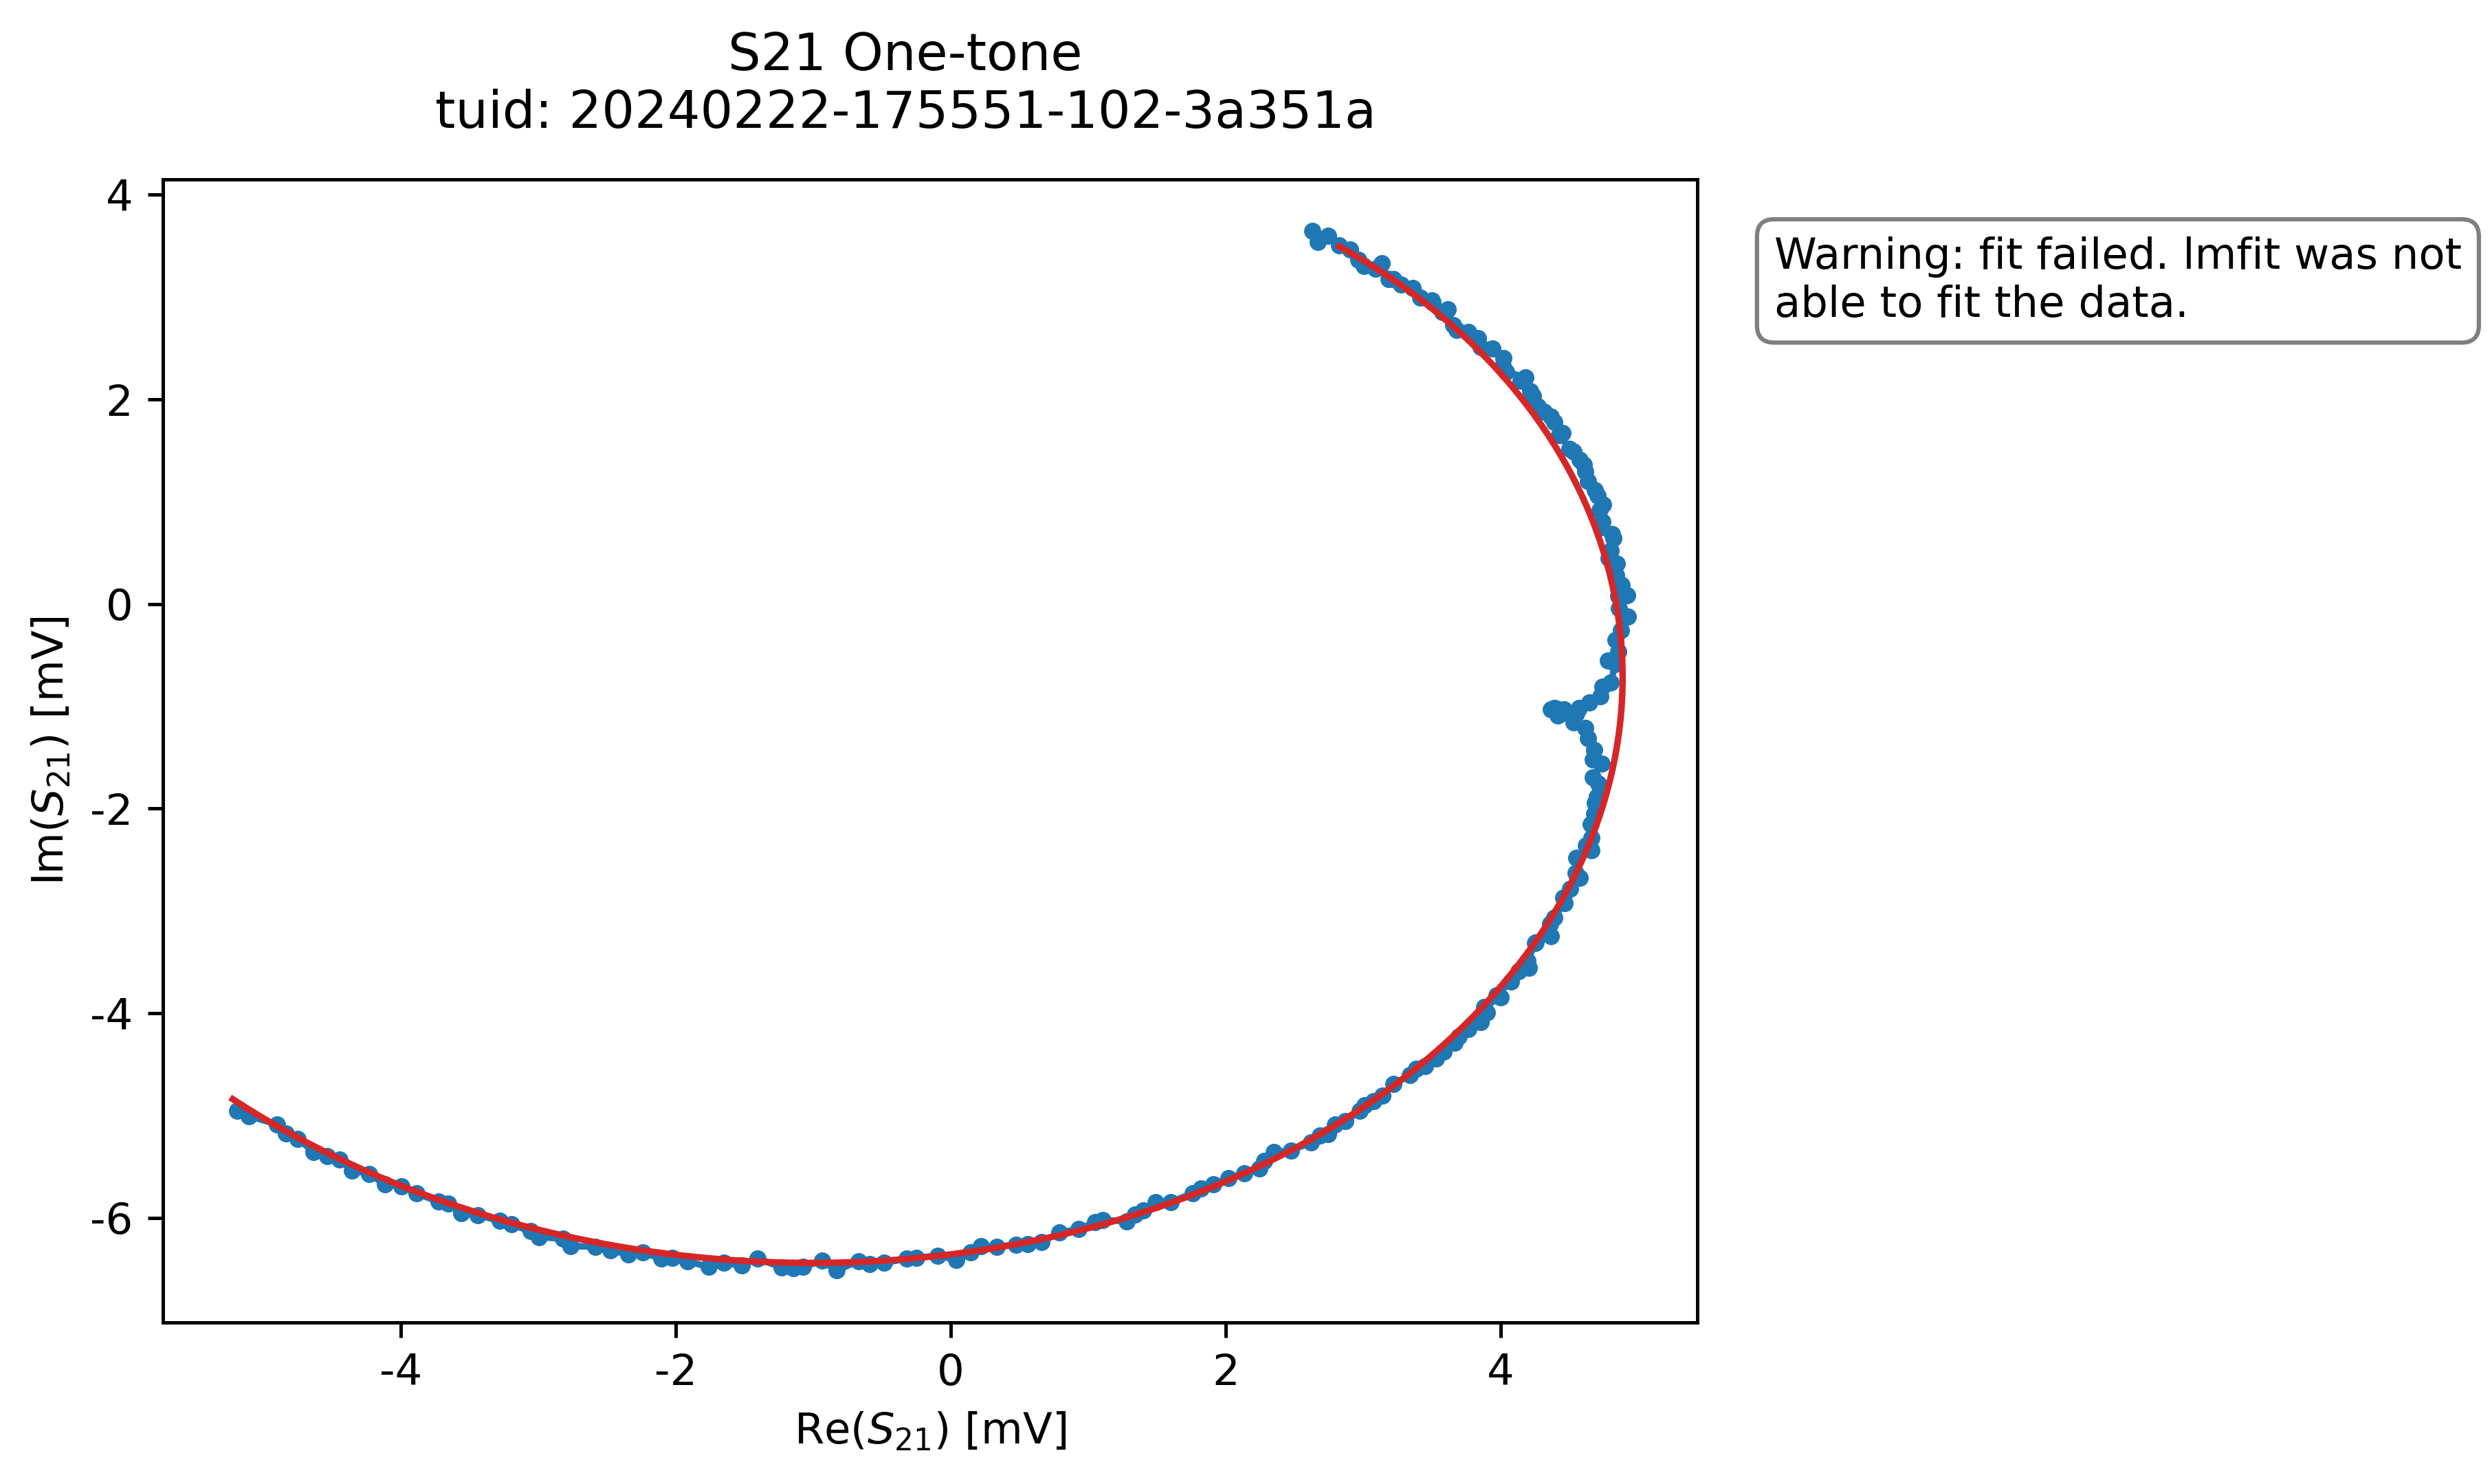 S21 One-tone
tuid: 20240222-175551-102-3a351a
Warning: fit failed. lmfit was not
able to fit the data.
4
2
0
-2
-4
-6
Im(S21) [mV]
-4 -2 0 2 4
Re(S21) [mV]